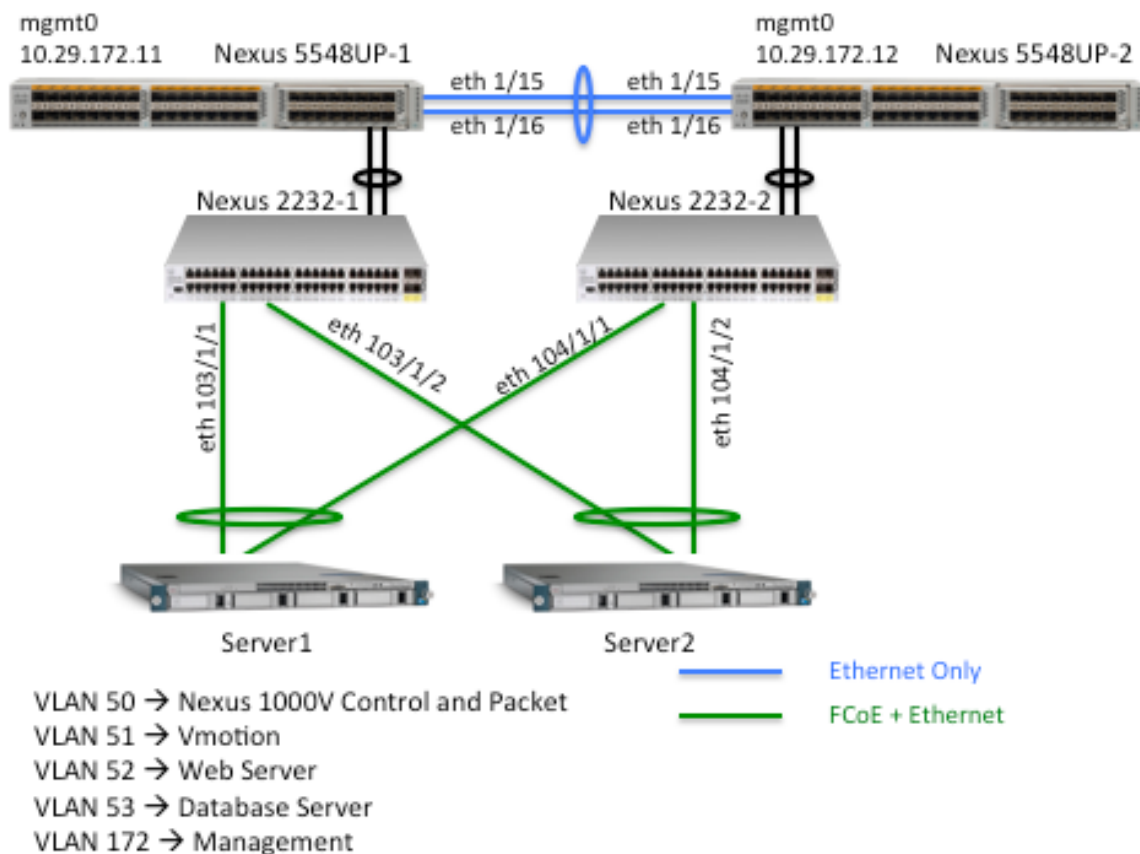 mgmt0
10.29.172.11
Nexus 5548UP-1
mgmt0
10.29.172.12
Nexus 5548UP-2
eth 1/15
eth 1/15
eth 1/16
eth 1/16
Nexus 2232-1
Nexus 2232-2
eth 103/1/1
eth 103/1/2
eth 104/1/1
eth 104/1/2
Server1
Server2
Ethernet Only
FCoE + Ethernet
VLAN 50 → Nexus 1000V Control and Packet
VLAN 51 → Vmotion
VLAN 52 → Web Server
VLAN 53 → Database Server
VLAN 172 → Management